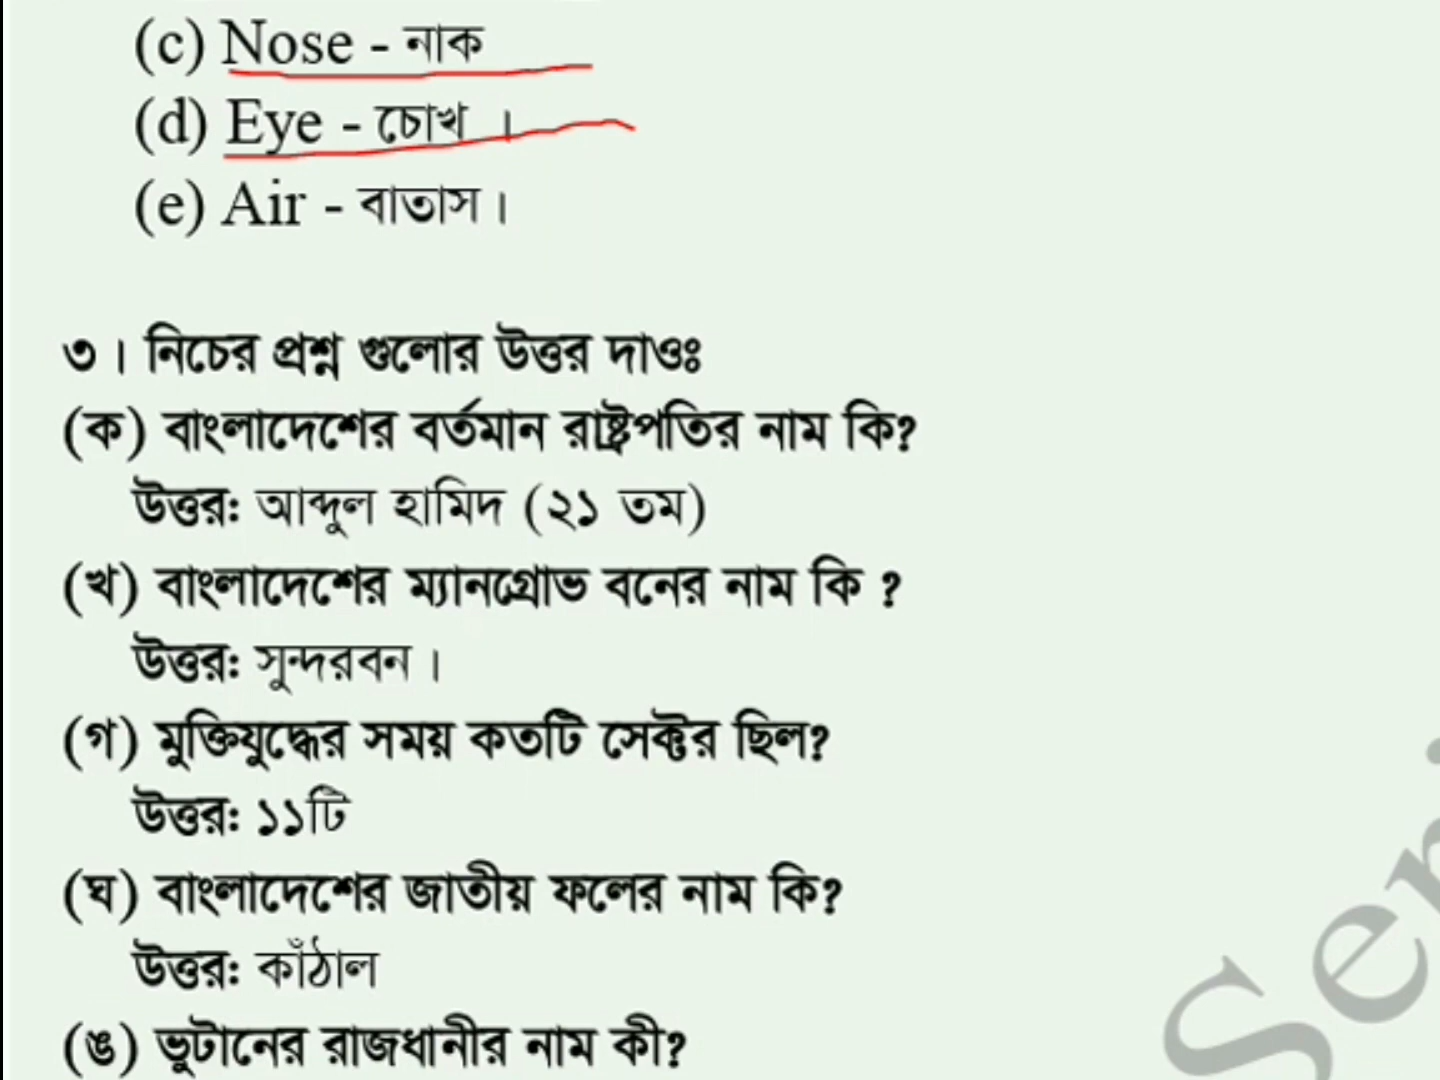 (c) Nose - নাক
(d) Eye - চোখ ।
(e) Air - বাতাস।
৩। নিচের প্রশ্ন গুলোর উত্তর দাওঃ
(ক) বাংলাদেশের বর্তমান রাষ্ট্রপতির নাম কি?
উত্তর: আব্দুল হামিদ (২১ তম)
(খ) বাংলাদেশের ম্যানগ্রোভ বনের নাম কি ?
উত্তর: সুন্দরবন।
(গ) মুক্তিযুদ্ধের সময় কতটি সেক্টর ছিল?
উত্তর: ১১টি
(ঘ) বাংলাদেশের জাতীয় ফলের নাম কি?
উত্তর: কাঁঠাল
(ঙ) ভুটানের রাজধানীর নাম কী?